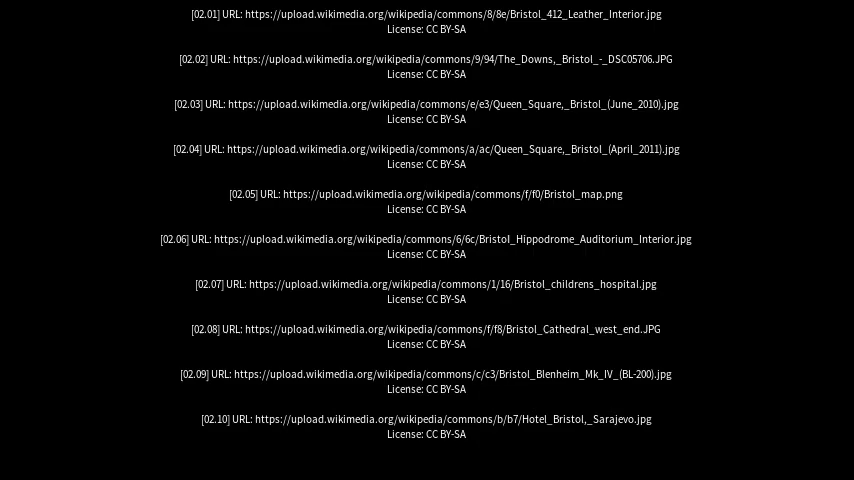 [02.01] URL: https://upload.wikimedia.org/wikipedia/commons/8/8e/Bristol_412_Leather_Interior.jpg
License: CC BY-SA
[02.02] URL: https://upload.wikimedia.org/wikipedia/commons/9/94/The_Downs,_Bristol_-_DSC05706.JPG
License: CC BY-SA
[02.03] URL: https://upload.wikimedia.org/wikipedia/commons/e/e3/Queen_Square,_Bristol_(June_2010).jpg
License: CC BY-SA
[02.04] URL: https://upload.wikimedia.org/wikipedia/commons/a/ac/Queen_Square,_Bristol_(April_2011).jpg
License: CC BY-SA
[02.05] URL: https://upload.wikimedia.org/wikipedia/commons/f/f0/Bristol_map.png
License: CC BY-SA
[02.06] URL: https://upload.wikimedia.org/wikipedia/commons/6/6c/Bristol_Hippodrome_Auditorium_Interior.jpg
License: CC BY-SA
[02.07] URL: https://upload.wikimedia.org/wikipedia/commons/1/16/Bristol_childrens_hospital.jpg
License: CC BY-SA
[02.08] URL: https://upload.wikimedia.org/wikipedia/commons/f/f8/Bristol_Cathedral_west_end.JPG
License: CC BY-SA
[02.09] URL: https://upload.wikimedia.org/wikipedia/commons/c/c3/Bristol_Blenheim_Mk_IV_(BL-200).jpg
License: CC BY-SA
[02.10] URL: https://upload.wikimedia.org/wikipedia/commons/b/b7/Hotel_Bristol,_Sarajevo.jpg
License: CC BY-SA